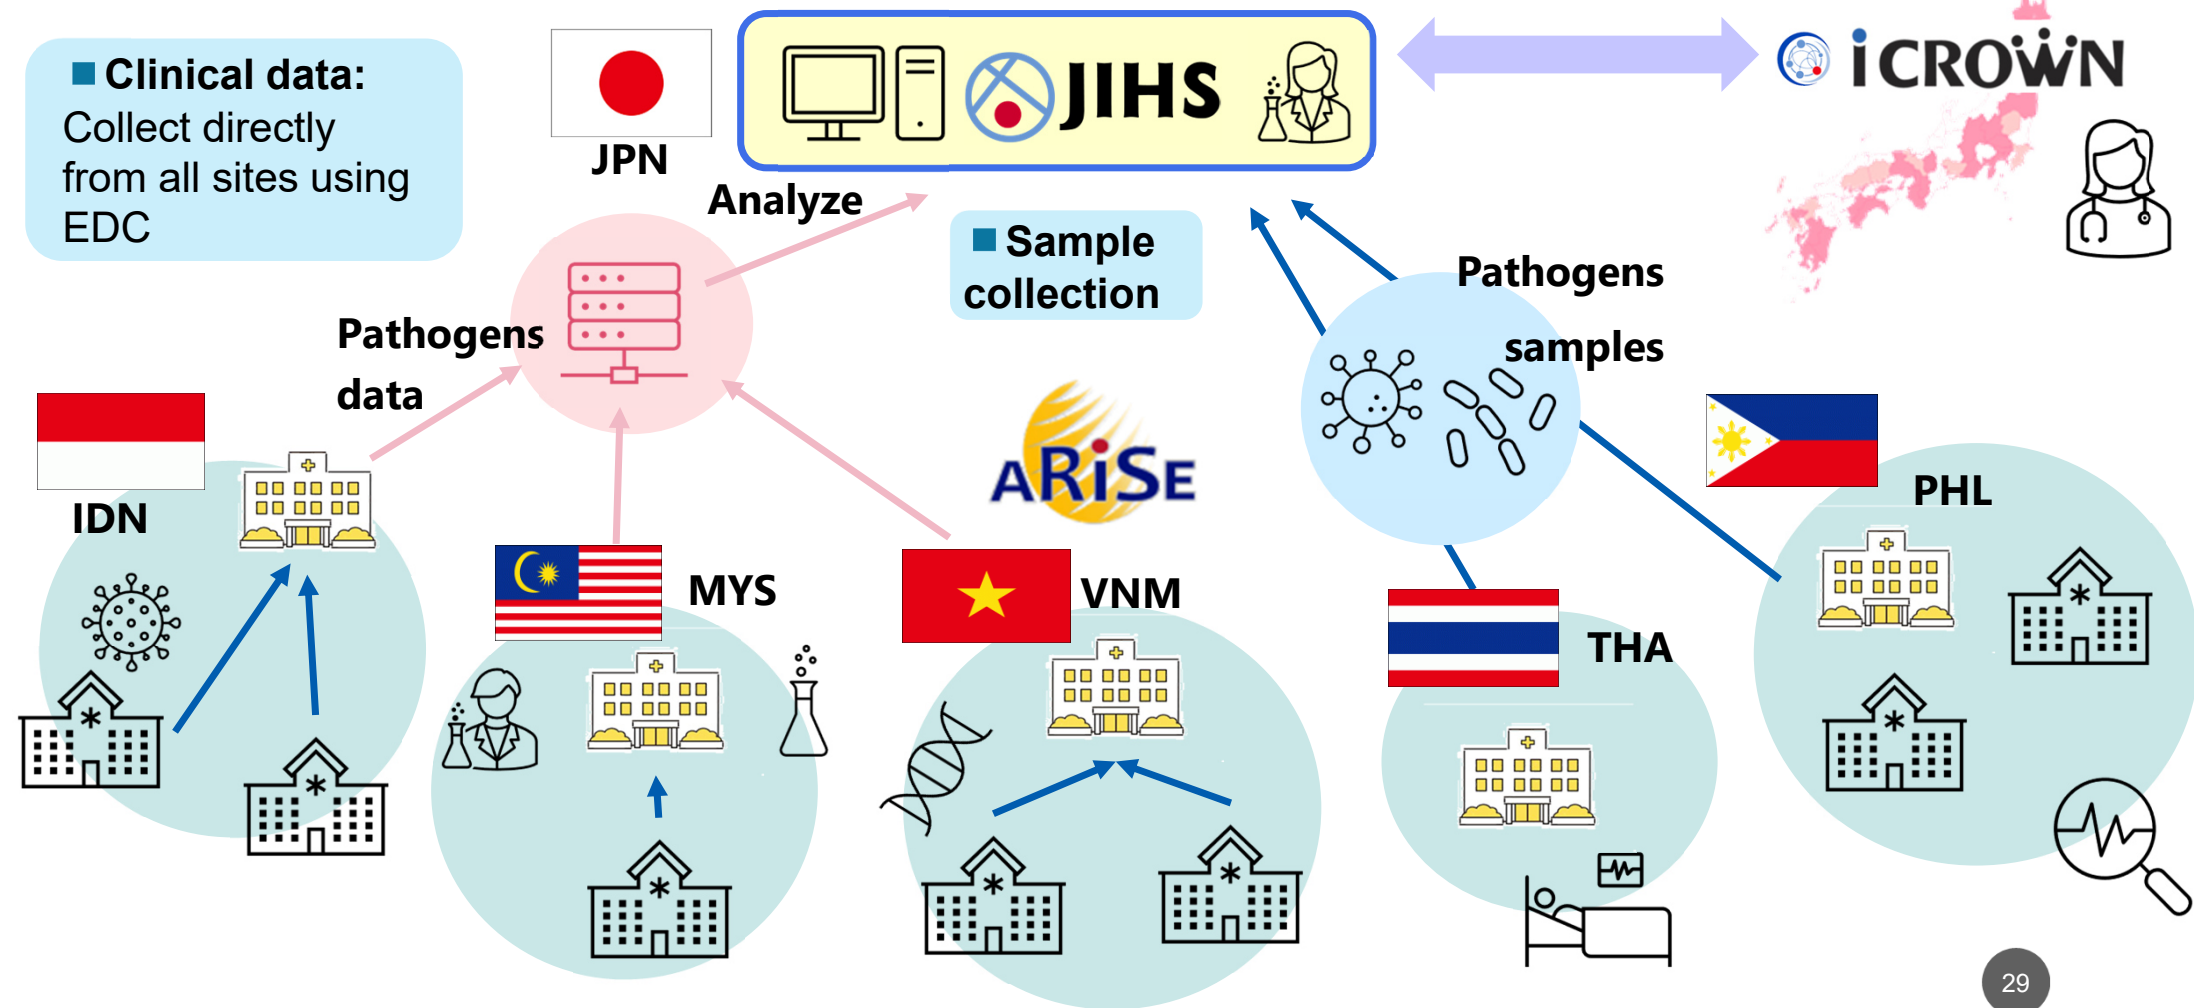 ■ Clinical data:
Collect directly
from all sites using
EDC
JPN
JIHS
iCROWN
Analyze
■ Sample
collection
Pathogens
samples
Pathogens
data
ARiSE
IDN
MYS
VNM
THA
PHL
29